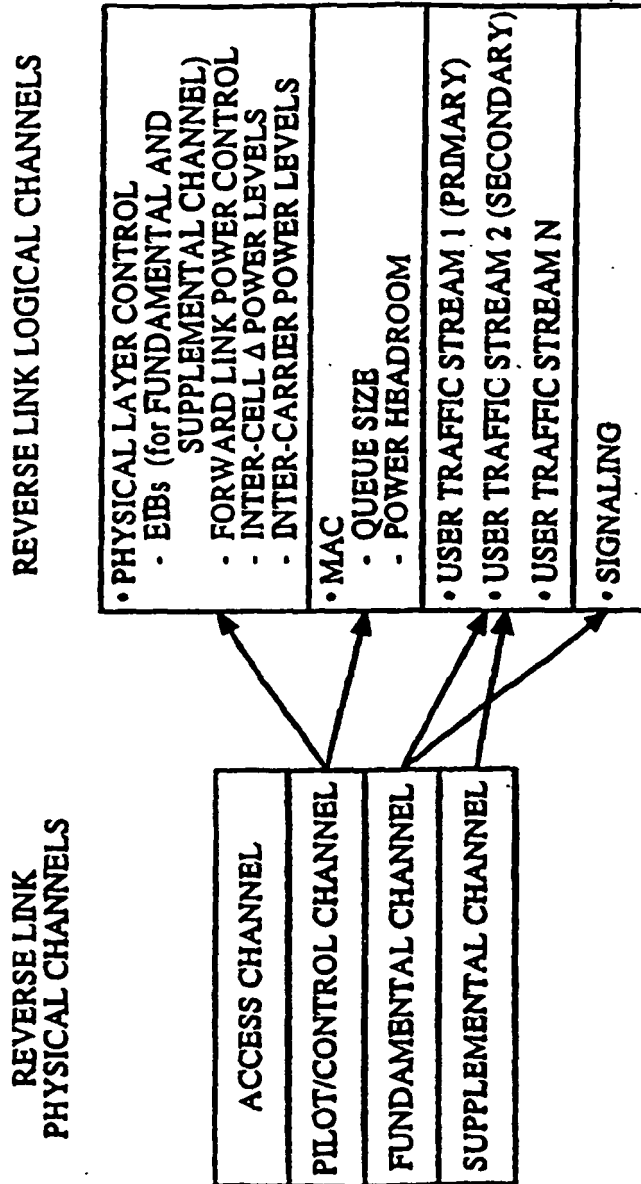 REVERSE LINK
PHYSICAL CHANNELS
ACCESS CHANNEL
PILOT/CONTROL CHANNEL
FUNDAMENTAL CHANNEL
SUPPLEMENTAL CHANNEL
REVERSE LINK LOGICAL CHANNELS
• PHYSICAL LAYER CONTROL
- EIBs (for FUNDAMENTAL AND
SUPPLEMENTAL CHANNEL)
- FORWARD LINK POWER CONTROL
- INTER-CELL Δ POWER LEVELS
- INTER-CARRIER POWER LEVELS
• MAC
- QUEUE SIZE
- POWER HEADROOM
• USER TRAFFIC STREAM 1 (PRIMARY)
• USER TRAFFIC STREAM 2 (SECONDARY)
• USER TRAFFIC STREAM N
• SIGNALING